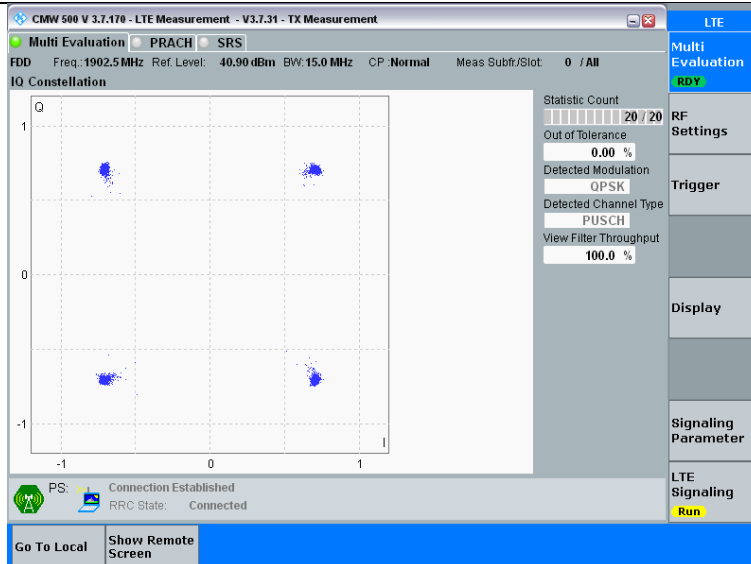 CMW 500 V 3.7.170 - LTE Measurement - V3.7.31 - TX Measurement
LTE
Multi Evaluation PRACH SRS
Multi
Evaluation
RDY
FDD Freq.: 1902.5 MHz Ref. Level: 40.90 dBm BW: 15.0 MHz CP : Normal Meas Subfr./Slot: 0 / All
IQ Constellation
Q
1
0
-1
I
-1 0 1
Statistic Count
20 / 20
Out of Tolerance
0.00 %
Detected Modulation
QPSK
Detected Channel Type
PUSCH
View Filter Throughput
100.0 %
RF
Settings
Trigger
Display
Signaling
Parameter
LTE
Signaling
Run
PS: Connection Established
RRC State: Connected
Go To Local
Show Remote
Screen